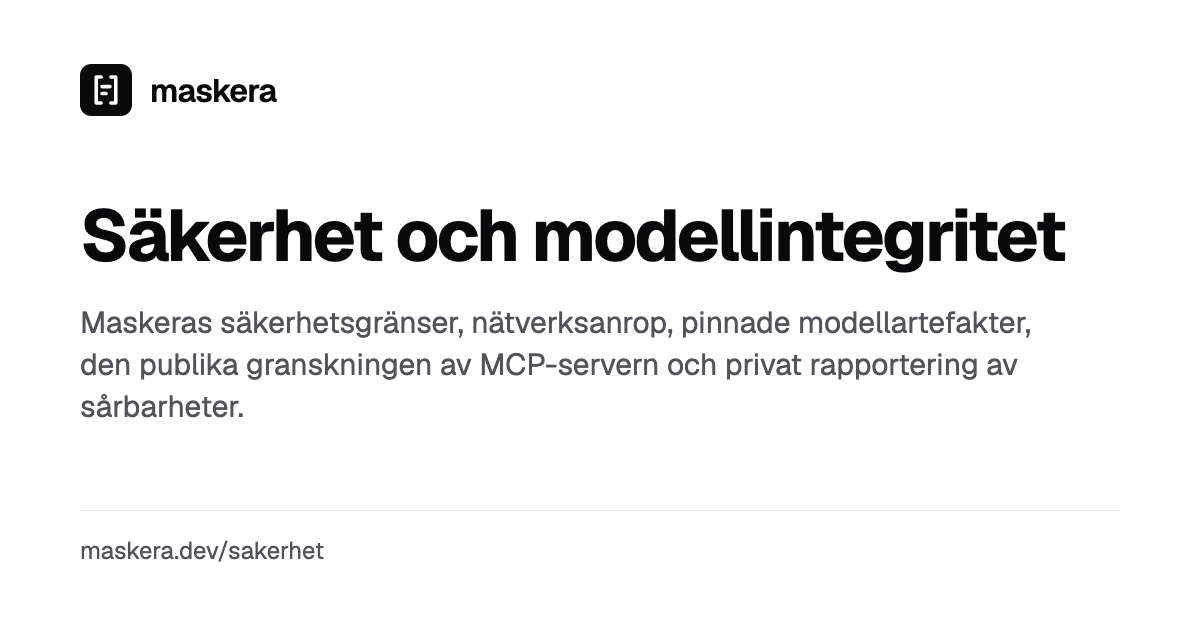 maskera
Säkerhet och modellintegritet
Maskeras säkerhetsgränser, nätverksanrop, pinnade modellartefakter,
den publika granskningen av MCP-servern och privat rapportering av
sårbarheter.
maskera.dev/sakerhet